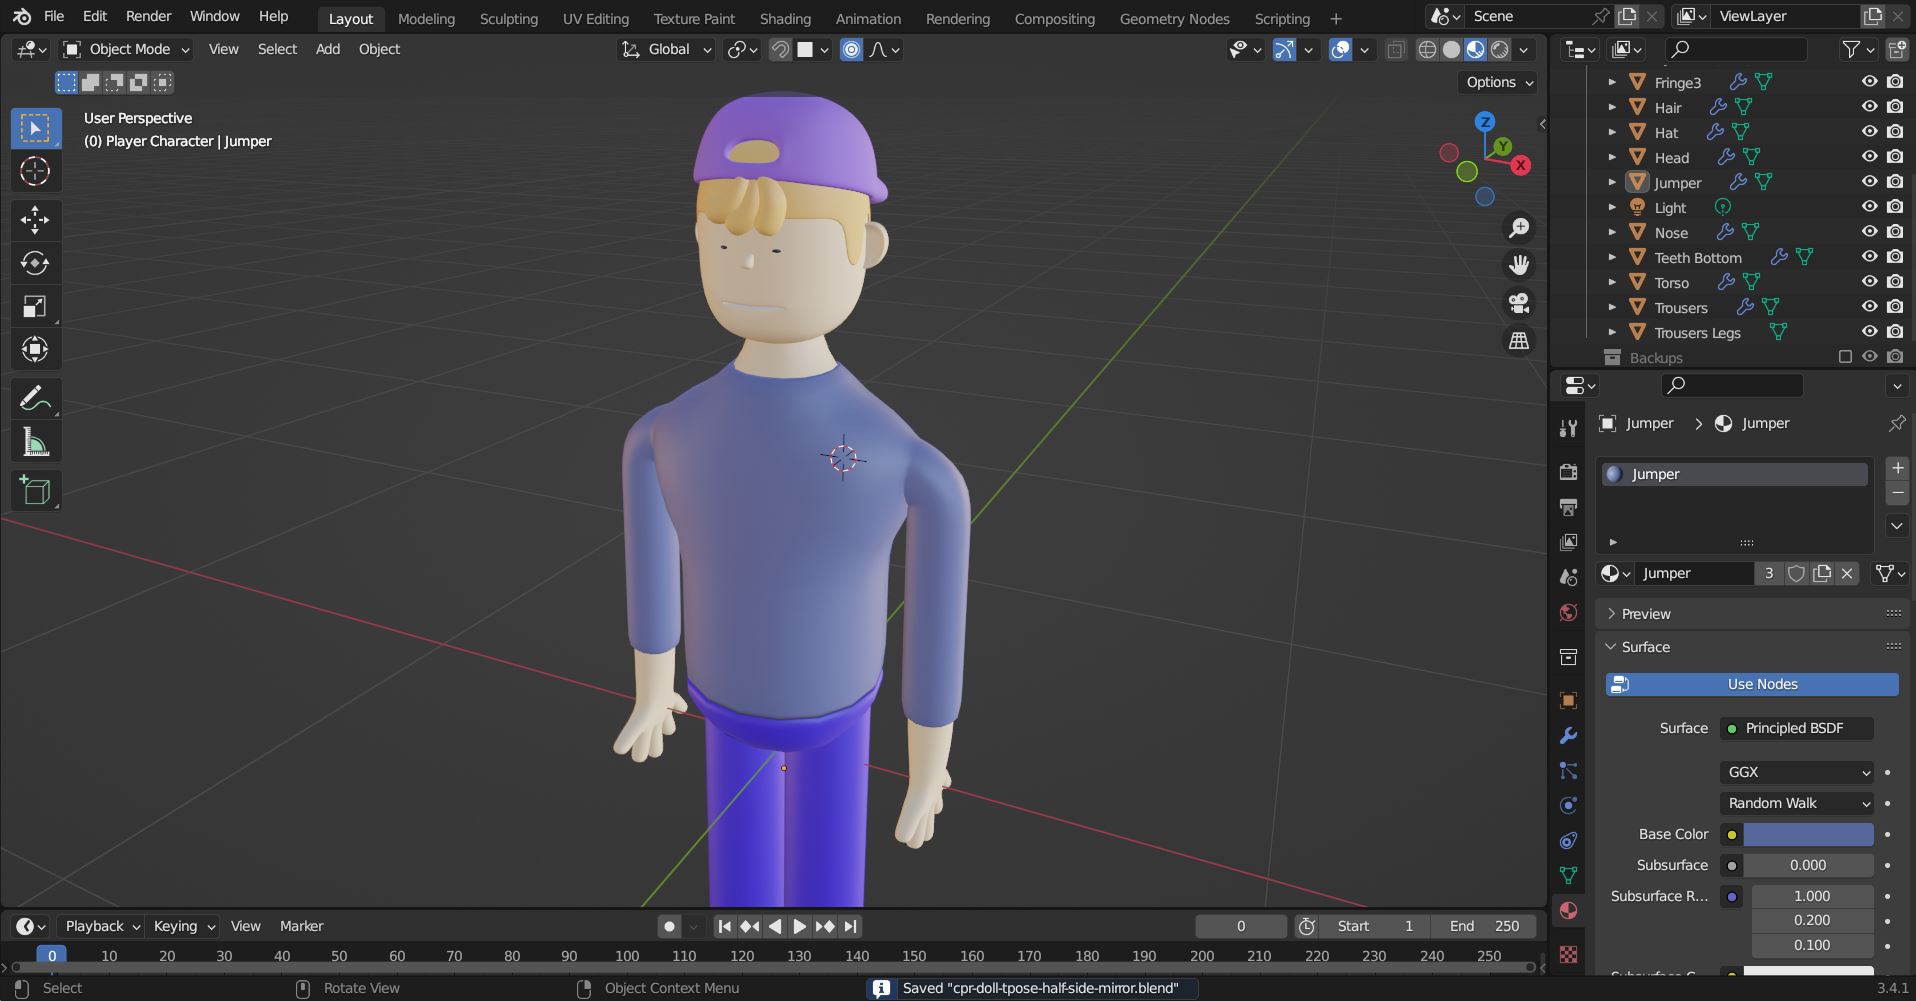 File Edit Render Window Help Layout Modeling Sculpting UV Editing Texture Paint Shading Animation Rendering Compositing Geometry Nodes Scripting + Scene ViewLayer
Object Mode View Select Add Object Global
Options
User Perspective
(0) Player Character | Jumper
Z
Y
X
Fringe3
Hair
Hat
Head
Jumper
Light
Nose
Teeth Bottom
Torso
Trousers
Trousers Legs
Backups
Jumper > Jumper
Jumper
Jumper 3
Preview
Surface
Use Nodes
Surface Principled BSDF
GGX
Random Walk
Base Color
Subsurface 0.000
Subsurface R... 1.000
0.200
0.100
Playback Keying View Marker 0 Start 1 End 250
0 10 20 30 40 50 60 70 80 90 100 110 120 130 140 150 160 170 180 190 200 210 220 230 240 250
Select Rotate View Object Context Menu Saved "cpr-doll-tpose-half-side-mirror.blend" 3.4.1